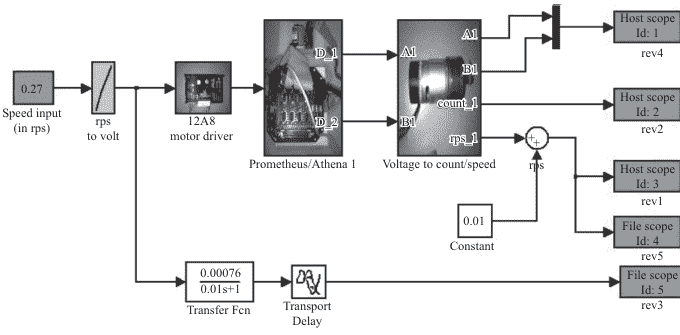 0.27
Speed input
(in rps)
rps
to volt
12A8
motor driver
D_1
D_2
Prometheus/Athena 1
A1
B1
A1
B1
count_1
rps_1
Voltage to count/speed
Host scope
Id: 1
rev4
Host scope
Id: 2
rev2
++
rps
0.01
Constant
Host scope
Id: 3
rev1
File scope
Id: 4
rev5
0.00076
0.01s+1
Transfer Fcn
Transport
Delay
File scope
Id: 5
rev3